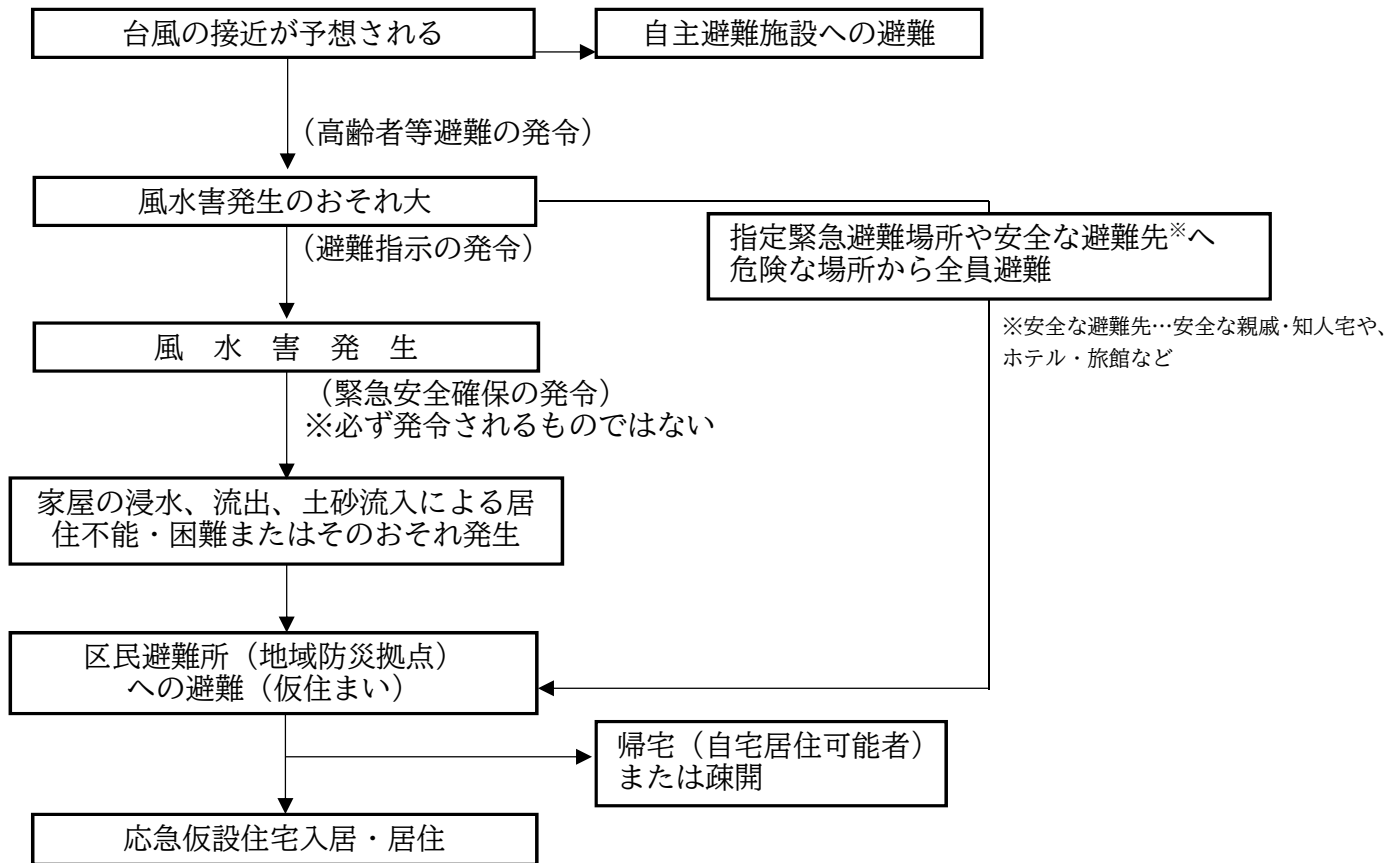 台風の接近が予想される
自主避難施設への避難
（高齢者等避難の発令）
風水害発生のおそれ大
（避難指示の発令）
指定緊急避難場所や安全な避難先※へ
危険な場所から全員避難
※安全な避難先…安全な親戚・知人宅や、
ホテル・旅館など
風　水　害　発　生
（緊急安全確保の発令）
※必ず発令されるものではない
家屋の浸水、流出、土砂流入による居
住不能・困難またはそのおそれ発生
区民避難所（地域防災拠点）
への避難（仮住まい）
帰宅（自宅居住可能者）
または疎開
応急仮設住宅入居・居住